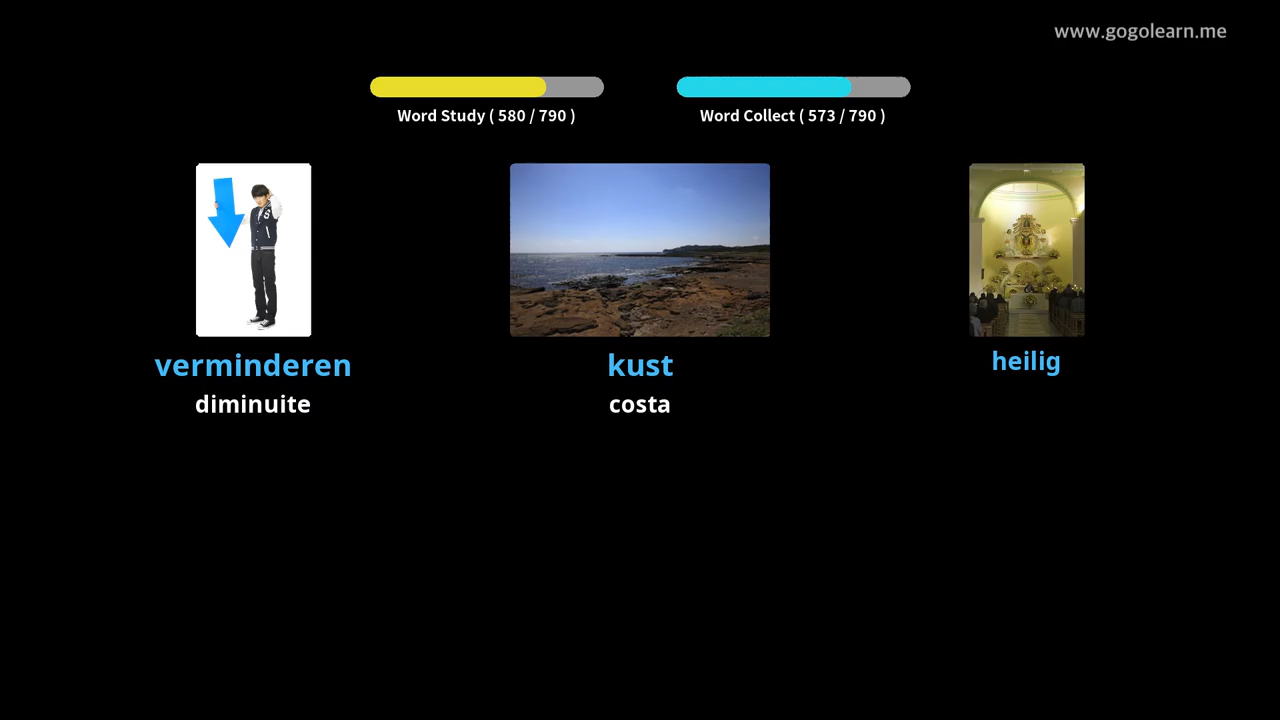 www.gogolearn.me
Word Study ( 580 / 790 )
Word Collect ( 573 / 790 )
verminderen
diminuite
kust
costa
heilig